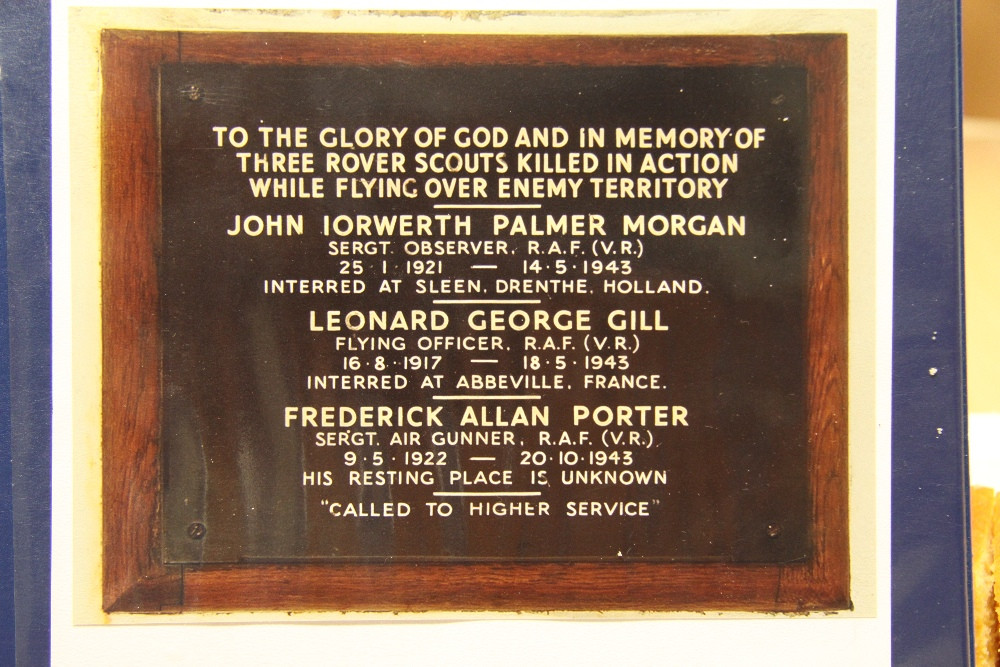 TO THE GLORY OF GOD AND IN MEMORY OF
THREE ROVER SCOUTS KILLED IN ACTION
WHILE FLYING OVER ENEMY TERRITORY
JOHN IORWERTH PALMER MORGAN
SERGT. OBSERVER, R.A.F. (V.R.)
25·1·1921 — 14·5·1943
INTERRED AT SLEEN, DRENTHE, HOLLAND.
LEONARD GEORGE GILL
FLYING OFFICER, R.A.F. (V.R.)
16·8·1917 — 18·5·1943
INTERRED AT ABBEVILLE, FRANCE.
FREDERICK ALLAN PORTER
SERGT. AIR GUNNER, R.A.F. (V.R.)
9·5·1922 — 20·10·1943
HIS RESTING PLACE IS UNKNOWN
"CALLED TO HIGHER SERVICE"